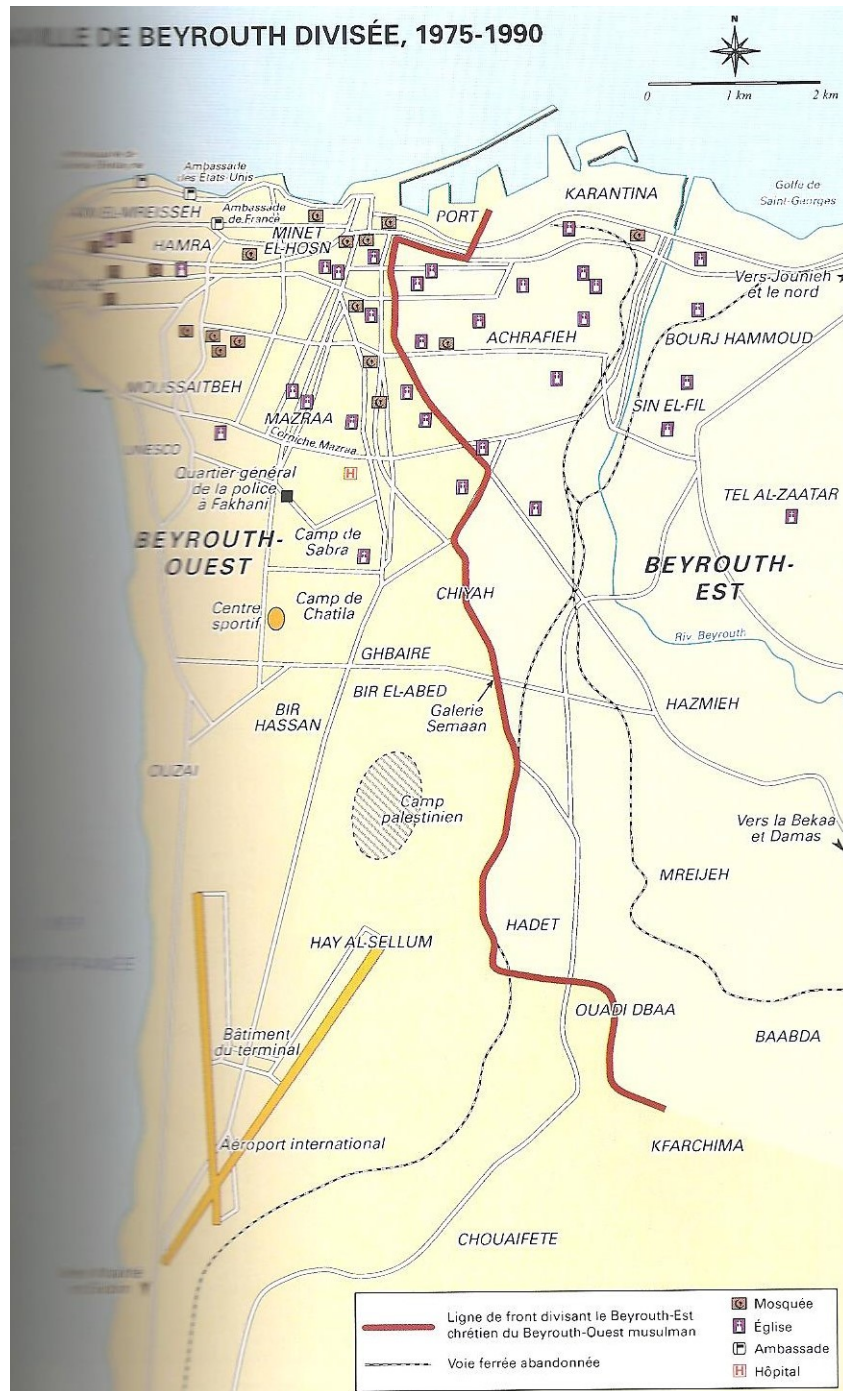 VILLE DE BEYROUTH DIVISÉE, 1975-1990
N
0 1 km 2 km
Ambassade
des États-Unis
Ambassade
de France
PORT
KARANTINA
Golfe de
Saint-Georges
AIN EL-MREISSEH
HAMRA
MINET
EL-HOSN
Vers Jounieh
et le nord
ACHRAFIEH
BOURJ HAMMOUD
MOUSSAITBEH
MAZRAA
SIN EL-FIL
Corniche Mazraa
UNESCO
Quartier général
de la police
à Fakhani
TEL AL-ZAATAR
BEYROUTH-
OUEST
Camp de
Sabra
BEYROUTH-
EST
Centre
sportif
Camp de
Chatila
CHIYAH
Riv. Beyrouth
GHBAIRE
BIR
HASSAN
BIR EL-ABED
Galerie
Semaan
HAZMIEH
OUZAI
Camp
palestinien
Vers la Bekaa
et Damas
MREIJEH
HADET
HAY AL-SELLUM
OUADI DBAA
BAABDA
Bâtiment
du terminal
Aéroport international
KFARCHIMA
CHOUAIFETE
Ligne de front divisant le Beyrouth-Est
chrétien du Beyrouth-Ouest musulman
Voie ferrée abandonnée
Mosquée
Église
Ambassade
H Hôpital